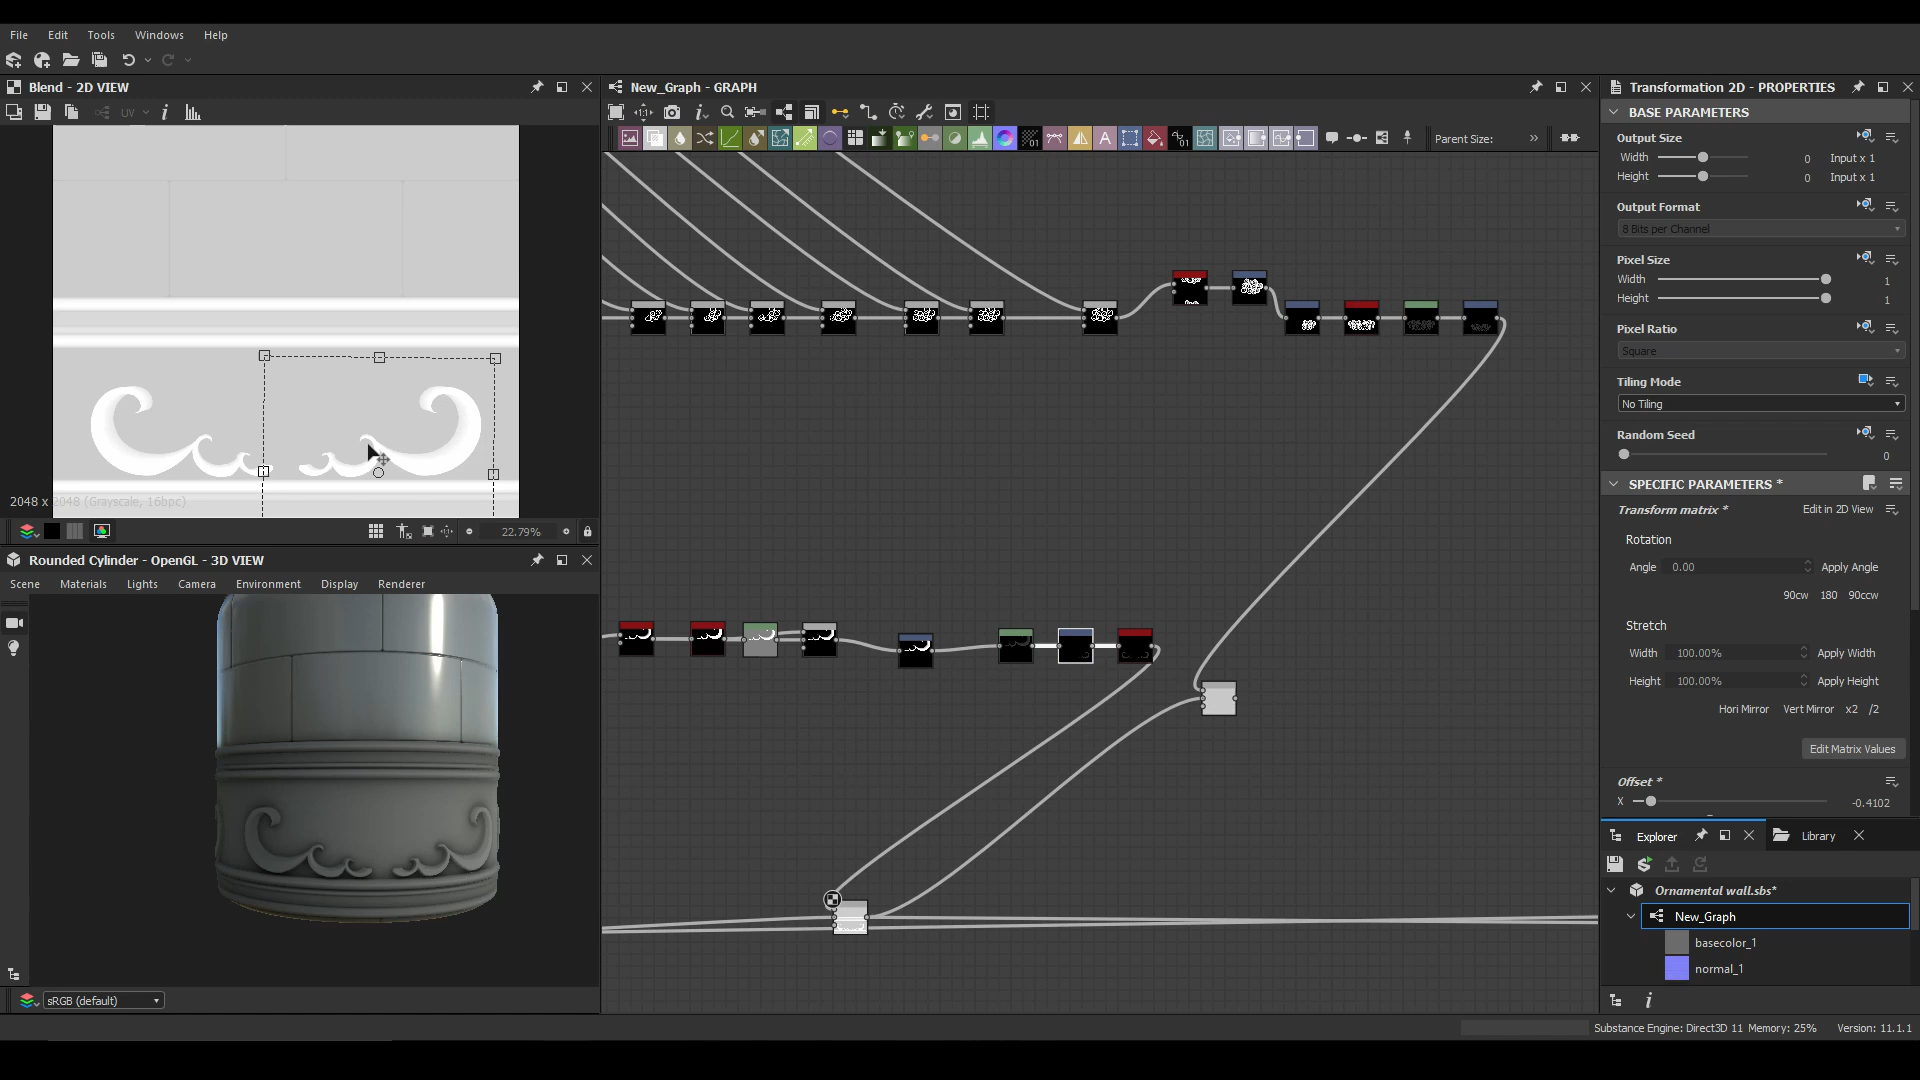 File Edit Tools Windows Help
Blend - 2D VIEW
UV
2048 x 2048 (Grayscale, 16bpc)
22.79%
Rounded Cylinder - OpenGL - 3D VIEW
Scene Materials Lights Camera Environment Display Renderer
sRGB (default)
New_Graph - GRAPH
Parent Size:
Transformation 2D - PROPERTIES
BASE PARAMETERS
Output Size
Width 0 Input x 1
Height 0 Input x 1
Output Format
8 Bits per Channel
Pixel Size
Width 1
Height 1
Pixel Ratio
Square
Tiling Mode
No Tiling
Random Seed
0
SPECIFIC PARAMETERS *
Transform matrix * Edit in 2D View
Rotation
Angle 0.00 Apply Angle
90cw 180 90ccw
Stretch
Width 100.00% Apply Width
Height 100.00% Apply Height
Hori Mirror Vert Mirror x2 /2
Edit Matrix Values
Offset *
X -0.4102
Explorer Library
Ornamental wall.sbs*
New_Graph
basecolor_1
normal_1
Substance Engine: Direct3D 11 Memory: 25% Version: 11.1.1